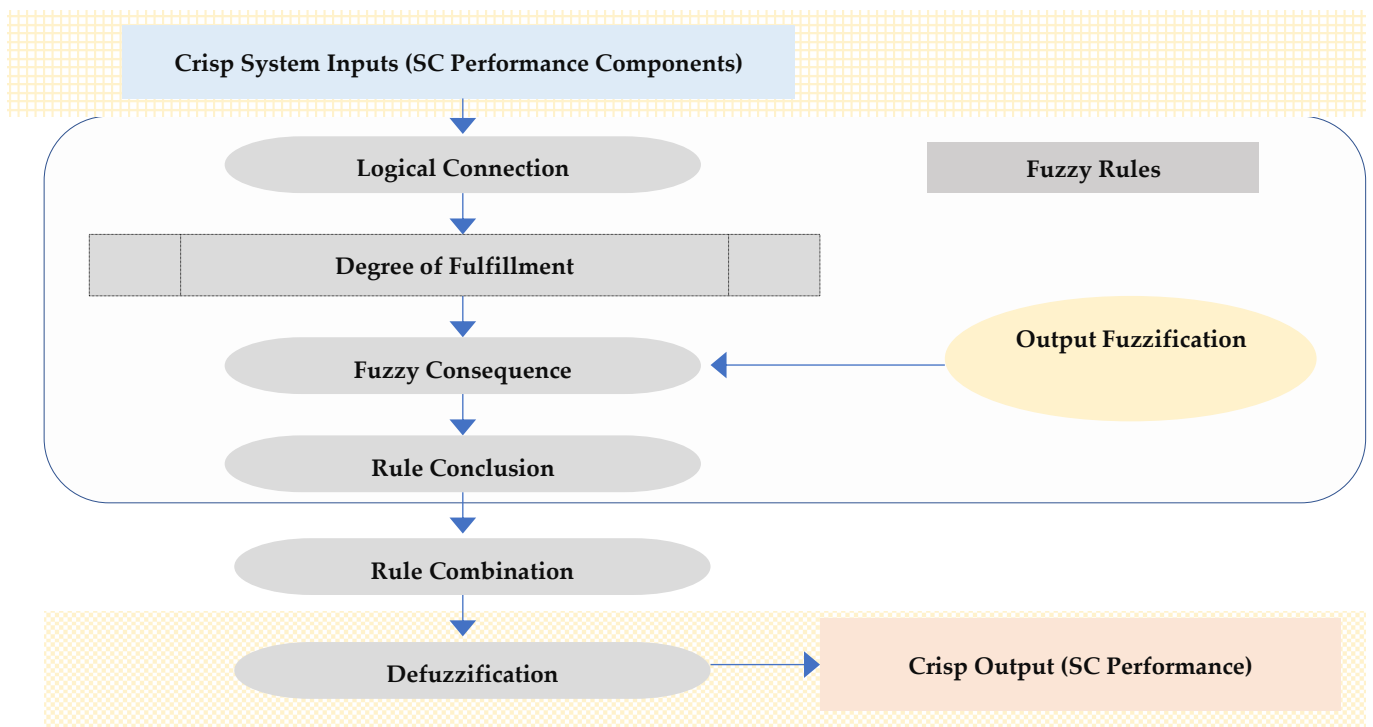 Crisp System Inputs (SC Performance Components)
Logical Connection
Fuzzy Rules
Degree of Fulfillment
Output Fuzzification
Fuzzy Consequence
Rule Conclusion
Rule Combination
Defuzzification
Crisp Output (SC Performance)